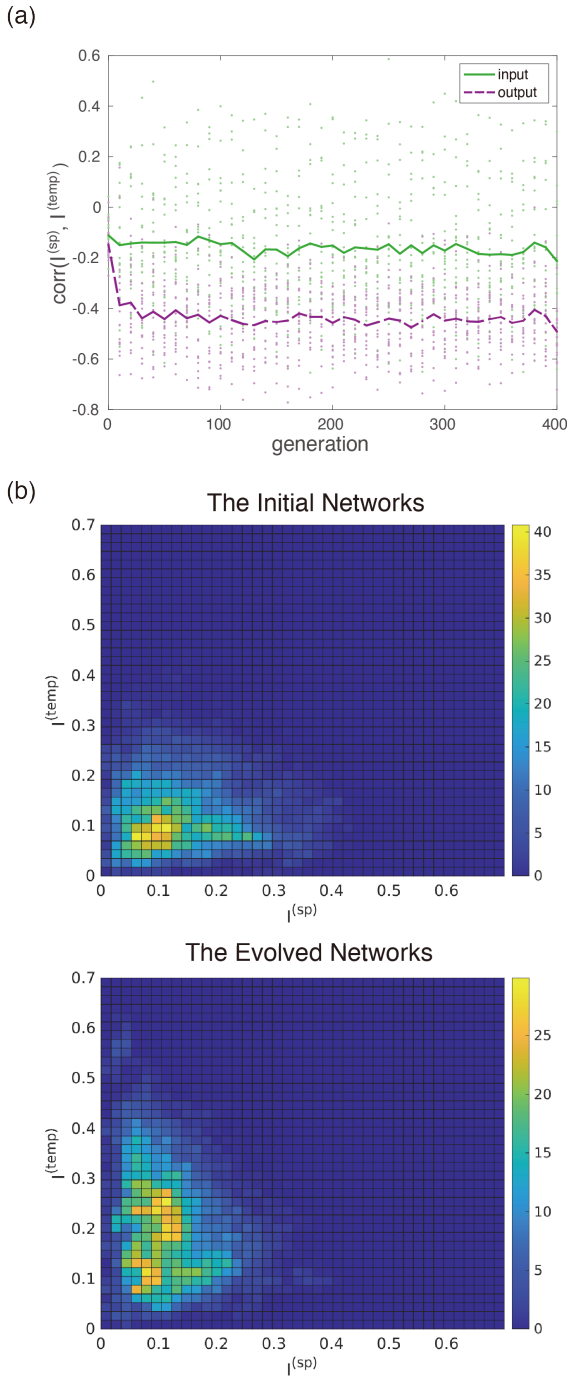 (a)
0.6
0.4
0.2
0
-0.2
-0.4
-0.6
-0.8
corr(I(sp), I(temp))
input
output
0 100 200 300 400
generation
(b)
The Initial Networks
0.7
0.6
0.5
0.4
0.3
0.2
0.1
0
I(temp)
0 0.1 0.2 0.3 0.4 0.5 0.6
I(sp)
40
35
30
25
20
15
10
5
0
The Evolved Networks
0.7
0.6
0.5
0.4
0.3
0.2
0.1
0
I(temp)
0 0.1 0.2 0.3 0.4 0.5 0.6
I(sp)
25
20
15
10
5
0